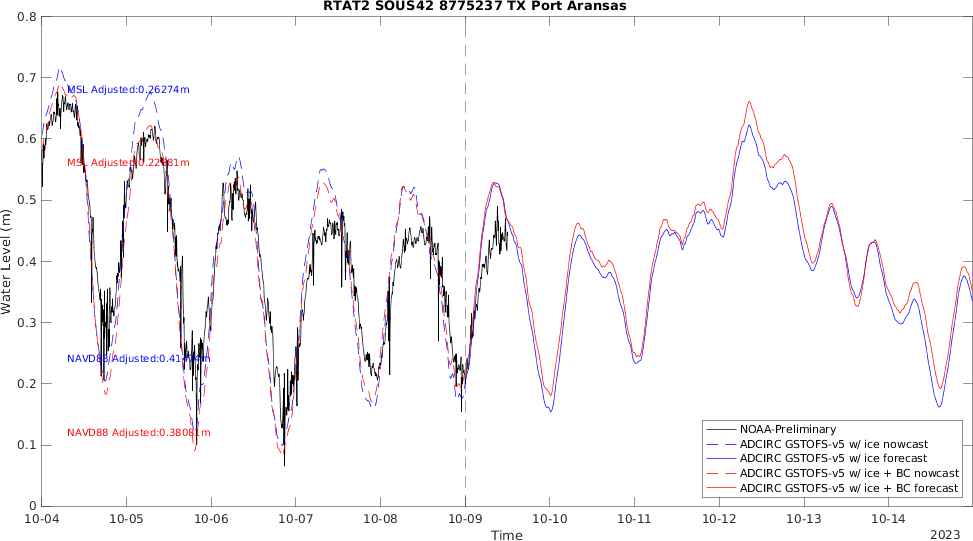 RTAT2 SOUS42 8775237 TX Port Aransas
0.8
0.7
0.6
0.5
0.4
0.3
0.2
0.1
0
Water Level (m)
MSL Adjusted:0.26274m
MSL
NAVD88
NAVD88 Adjusted:0.38081m
NOAA-Preliminary
ADCIRC GSTOFS-v5 w/ ice nowcast
ADCIRC GSTOFS-v5 w/ ice forecast
ADCIRC GSTOFS-v5 w/ ice + BC nowcast
ADCIRC GSTOFS-v5 w/ ice + BC forecast
10-04 10-05 10-06 10-07 10-08 10-09 10-10 10-11 10-12 10-13 10-14
Time
2023